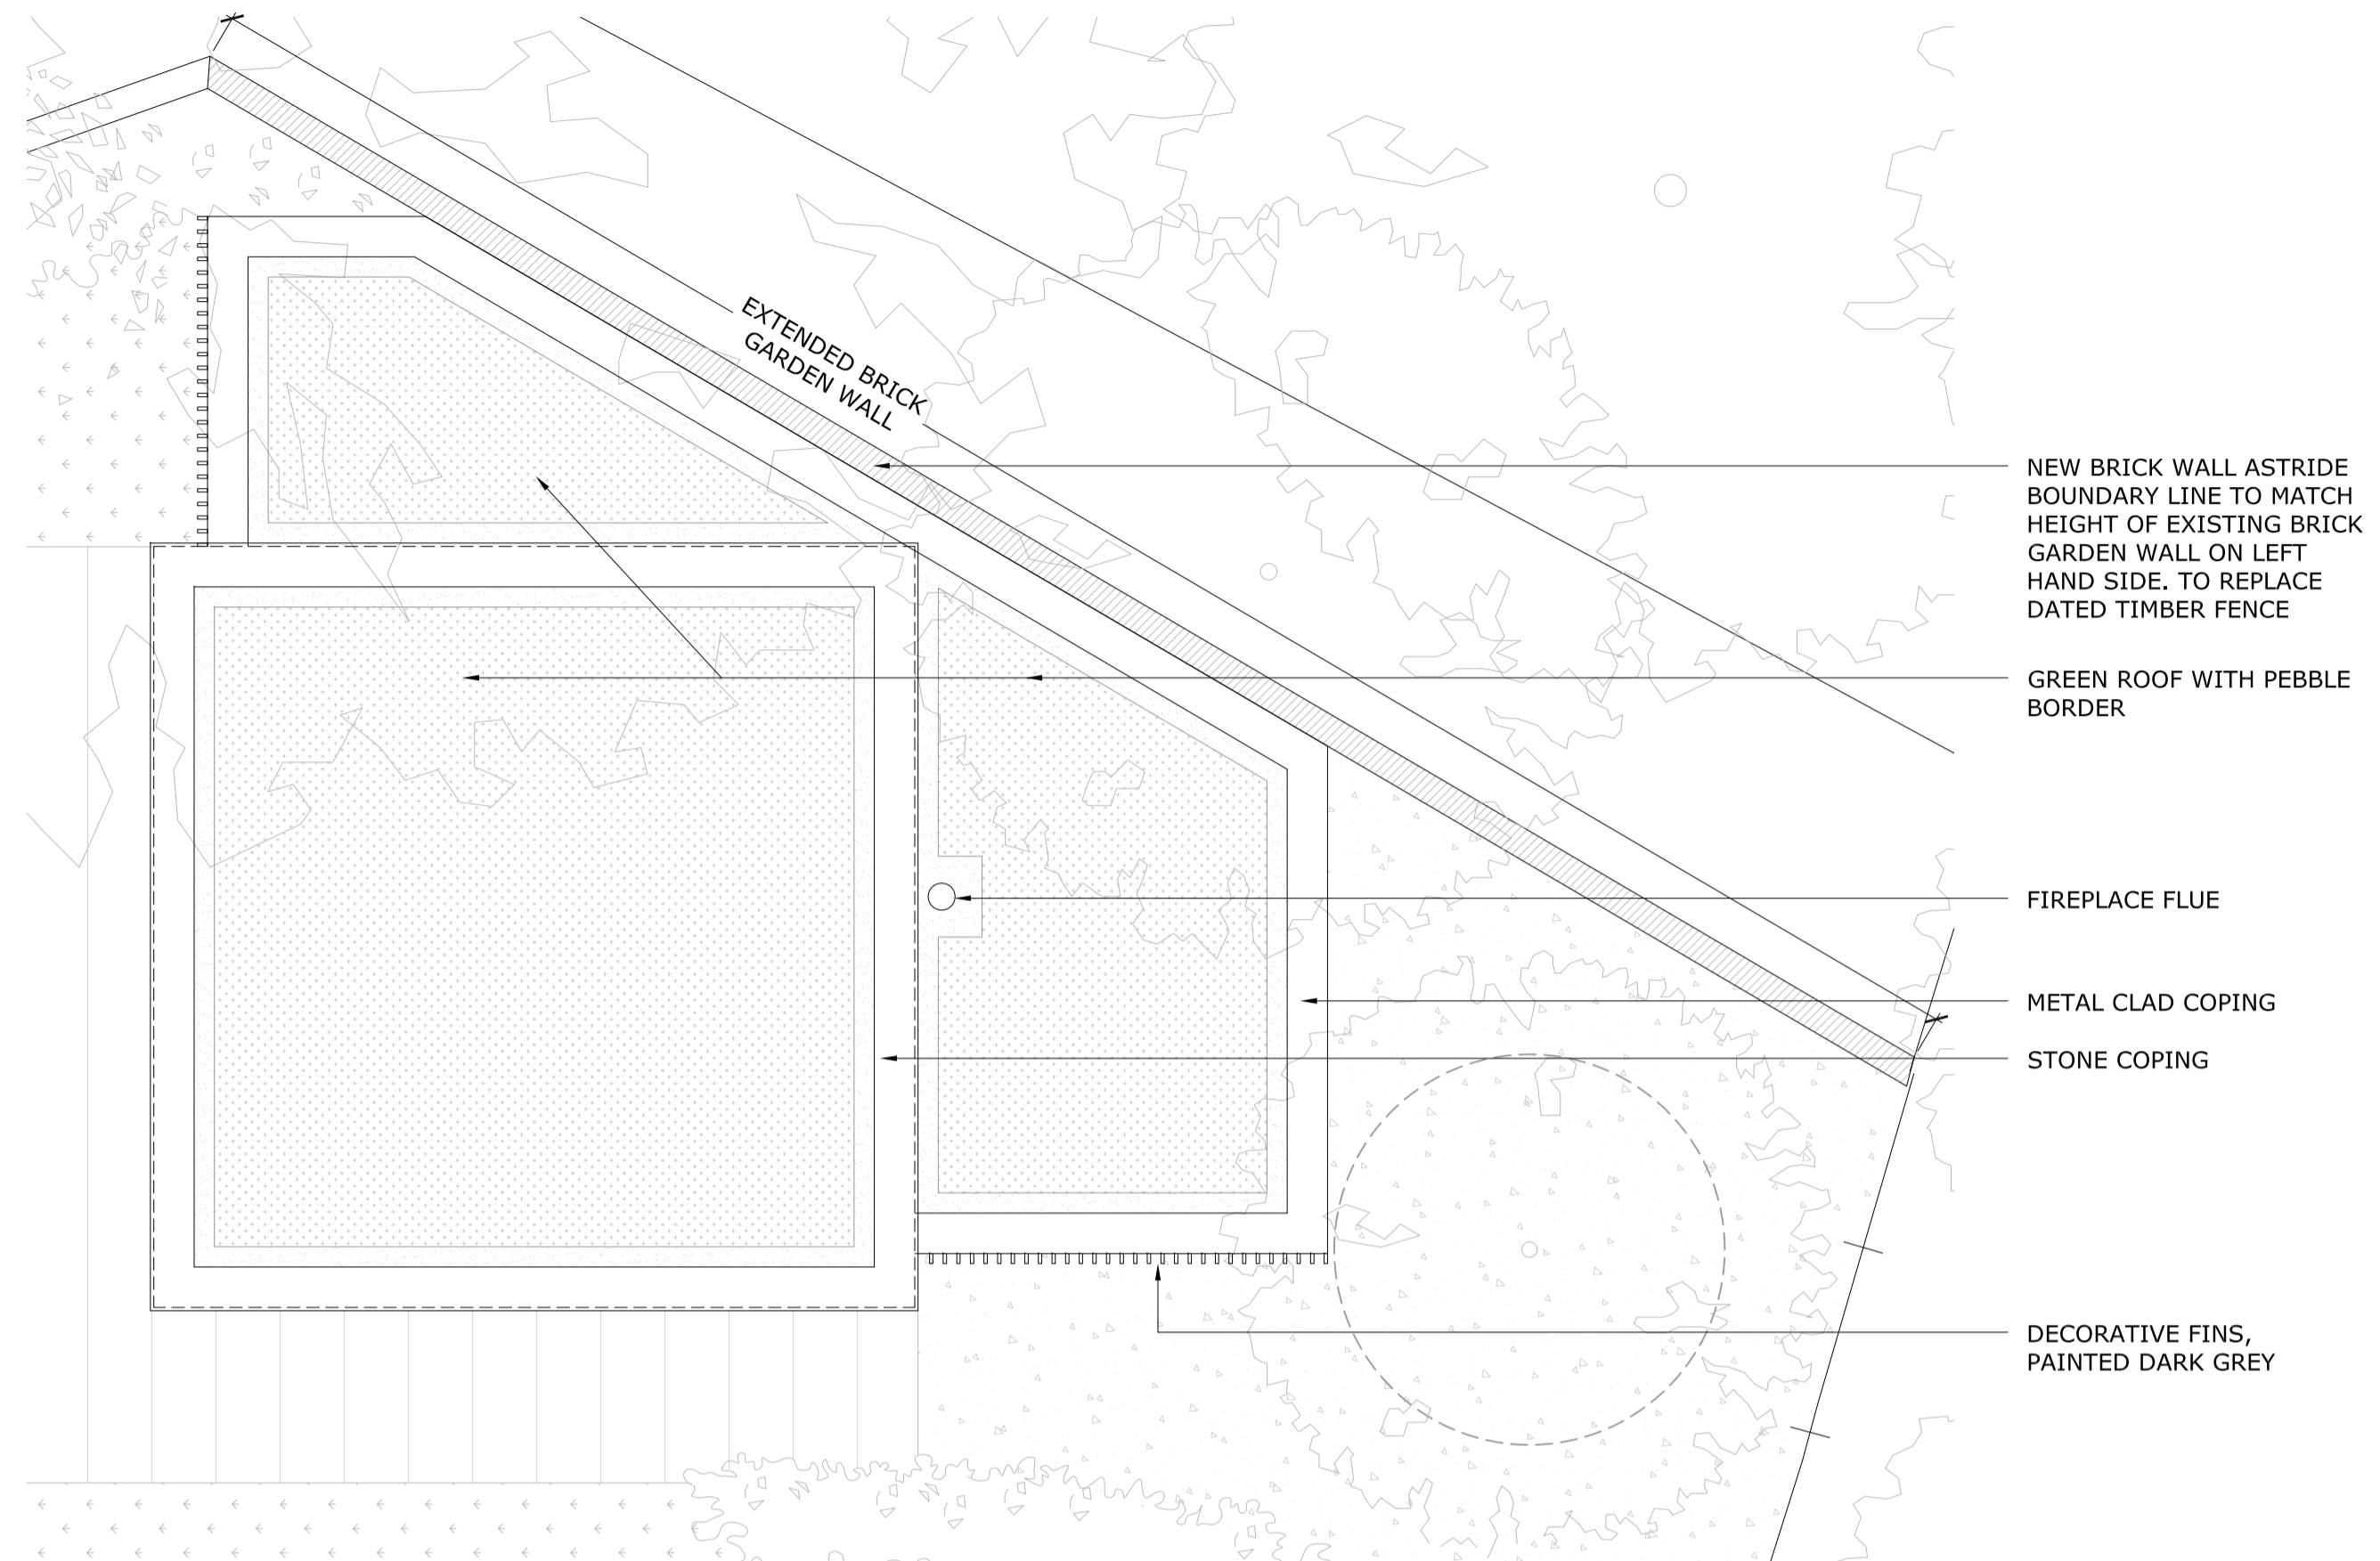 EXTENDED BRICK
GARDEN WALL
NEW BRICK WALL ASTRIDE
BOUNDARY LINE TO MATCH
HEIGHT OF EXISTING BRICK
GARDEN WALL ON LEFT
HAND SIDE. TO REPLACE
DATED TIMBER FENCE
GREEN ROOF WITH PEBBLE
BORDER
FIREPLACE FLUE
METAL CLAD COPING
STONE COPING
DECORATIVE FINS,
PAINTED DARK GREY